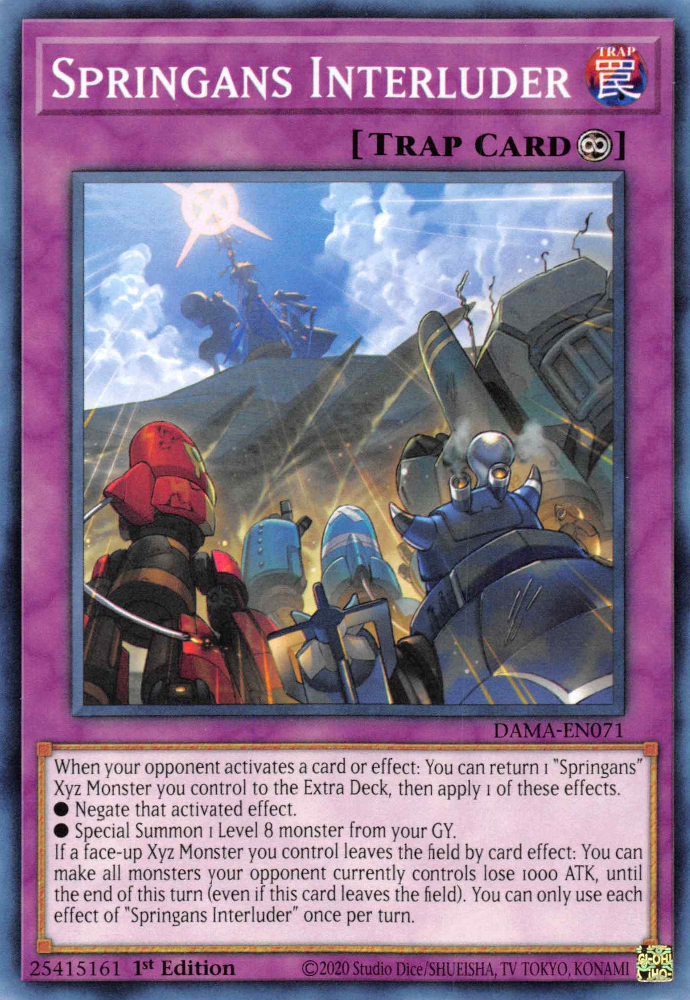 SPRINGANS INTERLUDER
TRAP
罠
[TRAP CARD∞]
DAMA-EN071
When your opponent activates a card or effect: You can return 1 "Springans"
Xyz Monster you control to the Extra Deck, then apply 1 of these effects.
● Negate that activated effect.
● Special Summon 1 Level 8 monster from your GY.
If a face-up Xyz Monster you control leaves the field by card effect: You can
make all monsters your opponent currently controls lose 1000 ATK, until
the end of this turn (even if this card leaves the field). You can only use each
effect of "Springans Interluder" once per turn.
25415161 1st Edition ©2020 Studio Dice/SHUEISHA, TV TOKYO, KONAMI